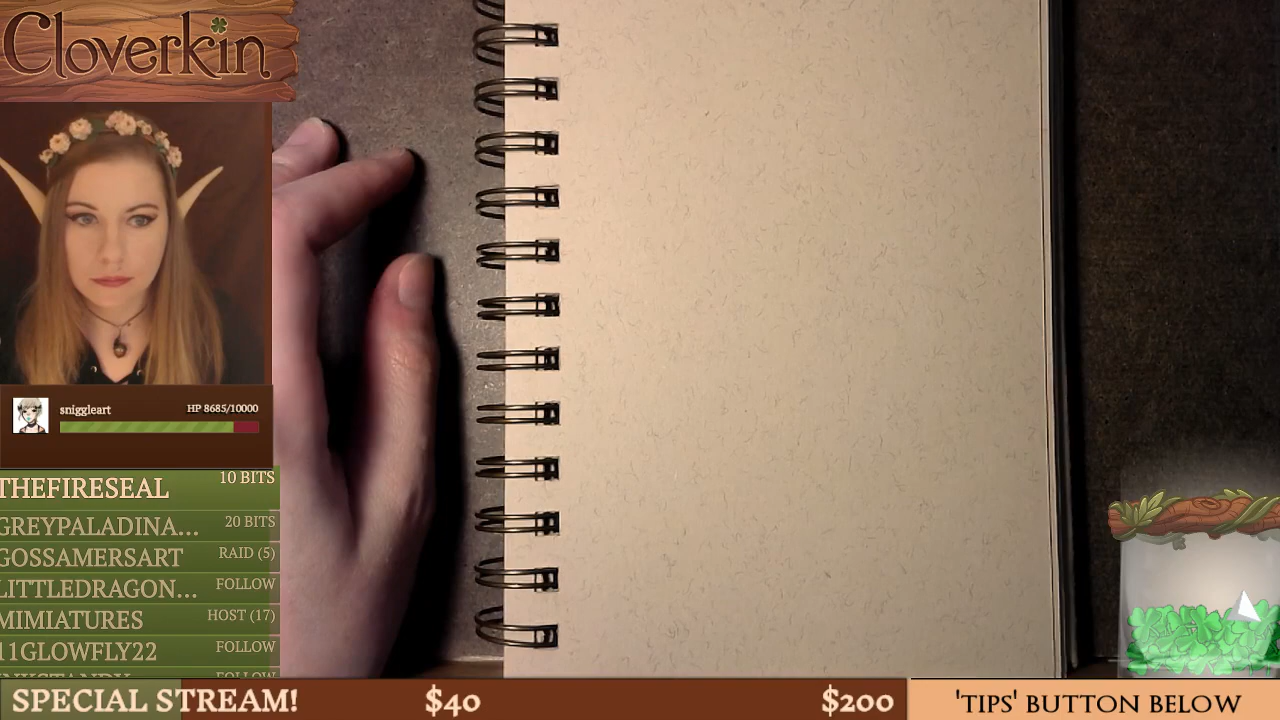 Cloverkin
sniggleart HP 8685/10000
THEFIRESEAL 10 BITS
GREYPALADINA... 20 BITS
GOSSAMERSART RAID (5)
LITTLEDRAGON... FOLLOW
MIMIATURES HOST (17)
11GLOWFLY22 FOLLOW
FOLLOW
SPECIAL STREAM! $40 $200 'TIPS' BUTTON BELOW